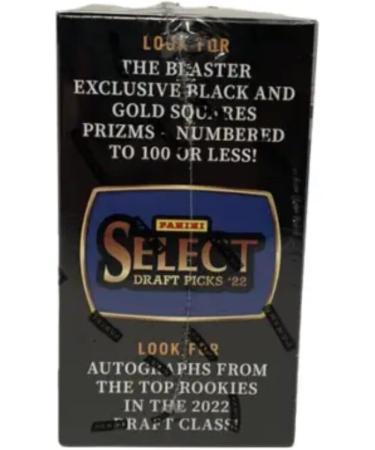 LOOK FOR
THE BLASTER
EXCLUSIVE BLACK AND
GOLD SQUARES
PRIZMS - NUMBERED
TO 100 OR LESS!
PANINI
SELECT
DRAFT PICKS '22
LOOK FOR
AUTOGRAPHS FROM
THE TOP ROOKIES
IN THE 2022
DRAFT CLASS!